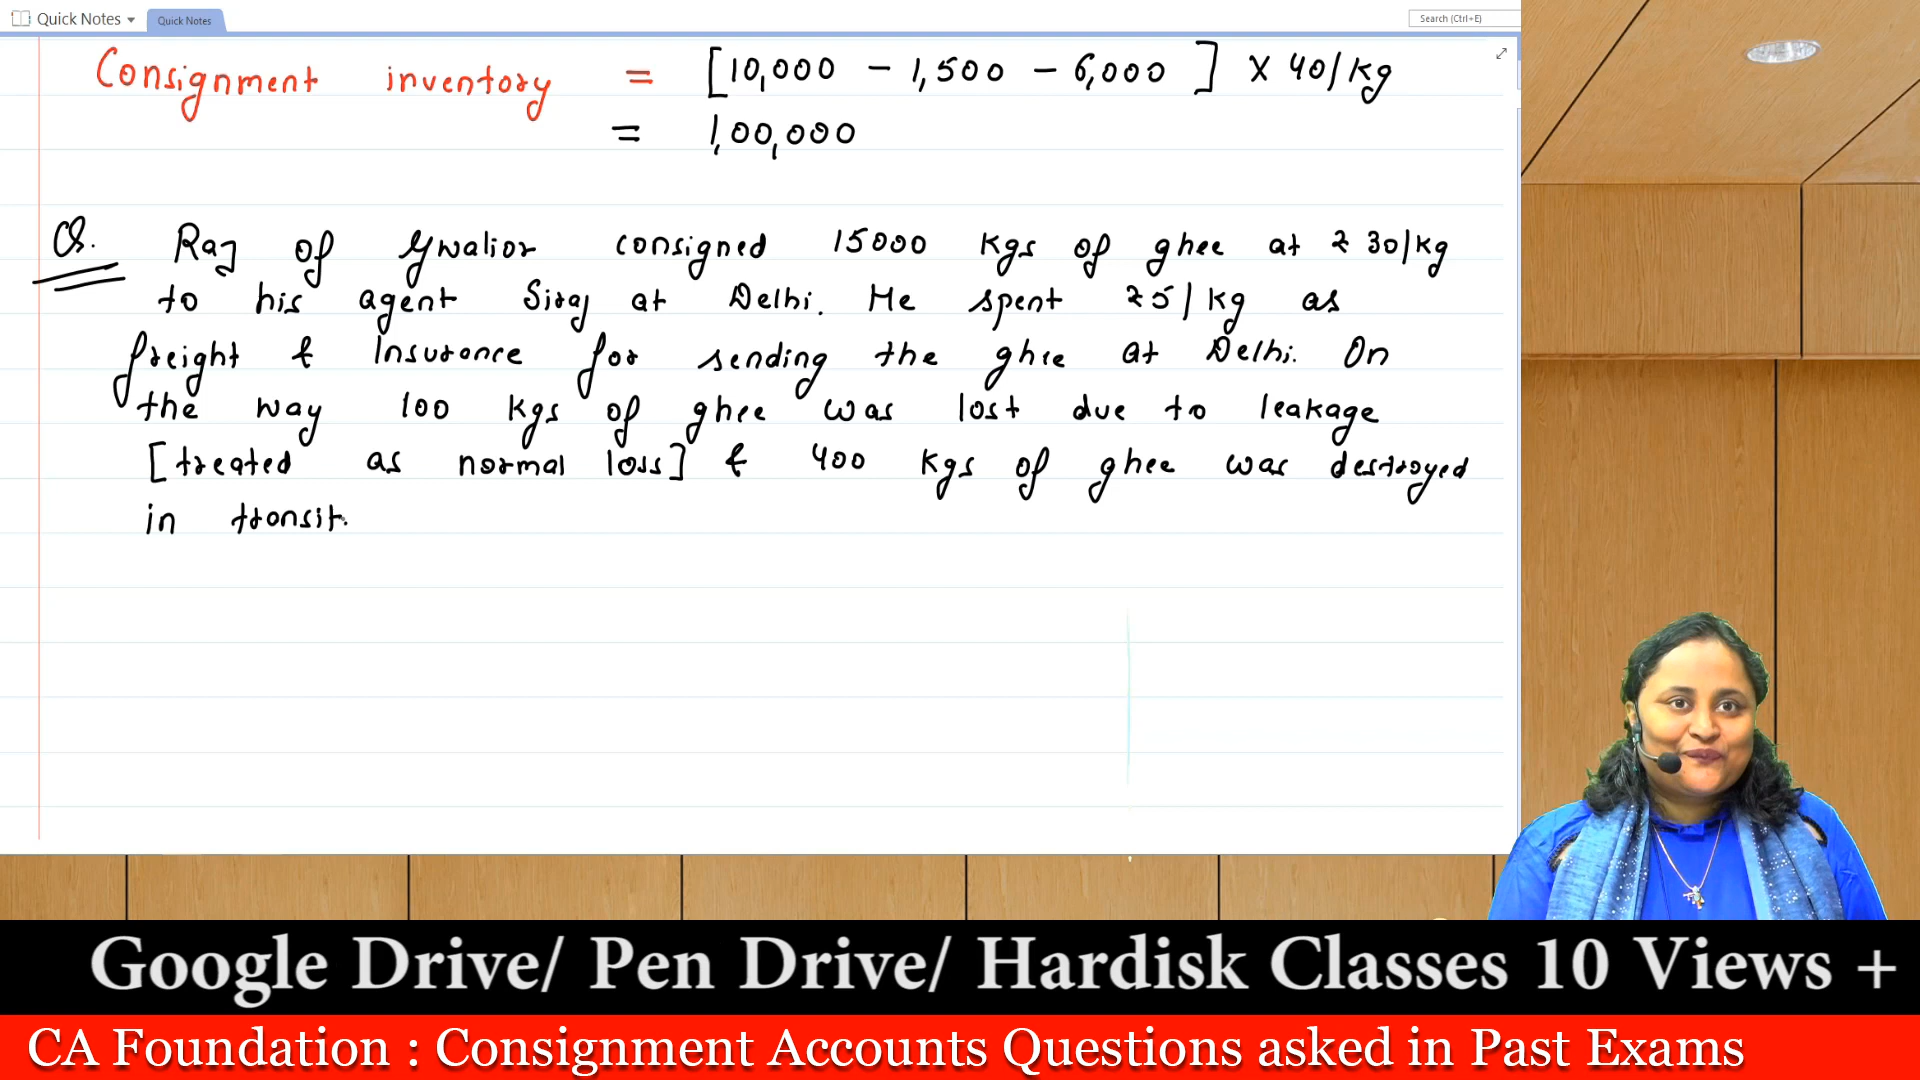 Quick Notes
Quick Notes
Search (Ctrl+E)
Consignment inventory = [10,000 - 1,500 - 6,000] × 40/kg
= 1,00,000
Q. Raj of Gwalior consigned 15000 kgs of ghee at ₹ 30/kg
to his agent Siraj at Delhi. He spent ₹5/kg as
freight & Insurance for sending the ghee at Delhi. On
the way 100 kgs of ghee was lost due to leakage
[treated as normal loss] & 400 kgs of ghee was destroyed
in transit.
Google Drive/ Pen Drive/ Hardisk Classes 10 Views +
CA Foundation : Consignment Accounts Questions asked in Past Exams